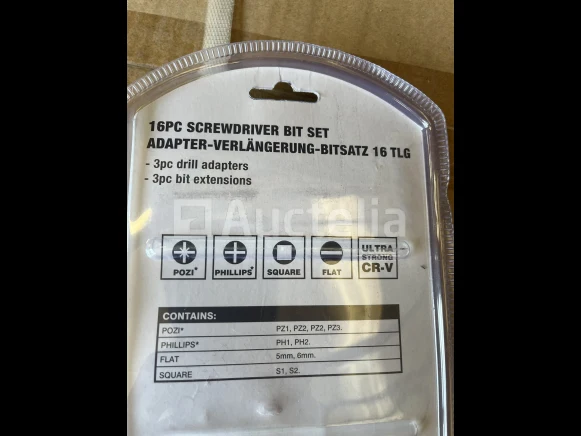 16PC SCREWDRIVER BIT SET
ADAPTER-VERLÄNGERUNG-BITSATZ 16 TLG
- 3pc drill adapters
- 3pc bit extensions
Auctelia
POZI*
PHILLIPS*
SQUARE
FLAT
ULTRA
STRONG
CR-V
CONTAINS:
POZI* PZ1, PZ2, PZ2, PZ3.
PHILLIPS* PH1, PH2.
FLAT 5mm, 6mm.
SQUARE S1, S2.